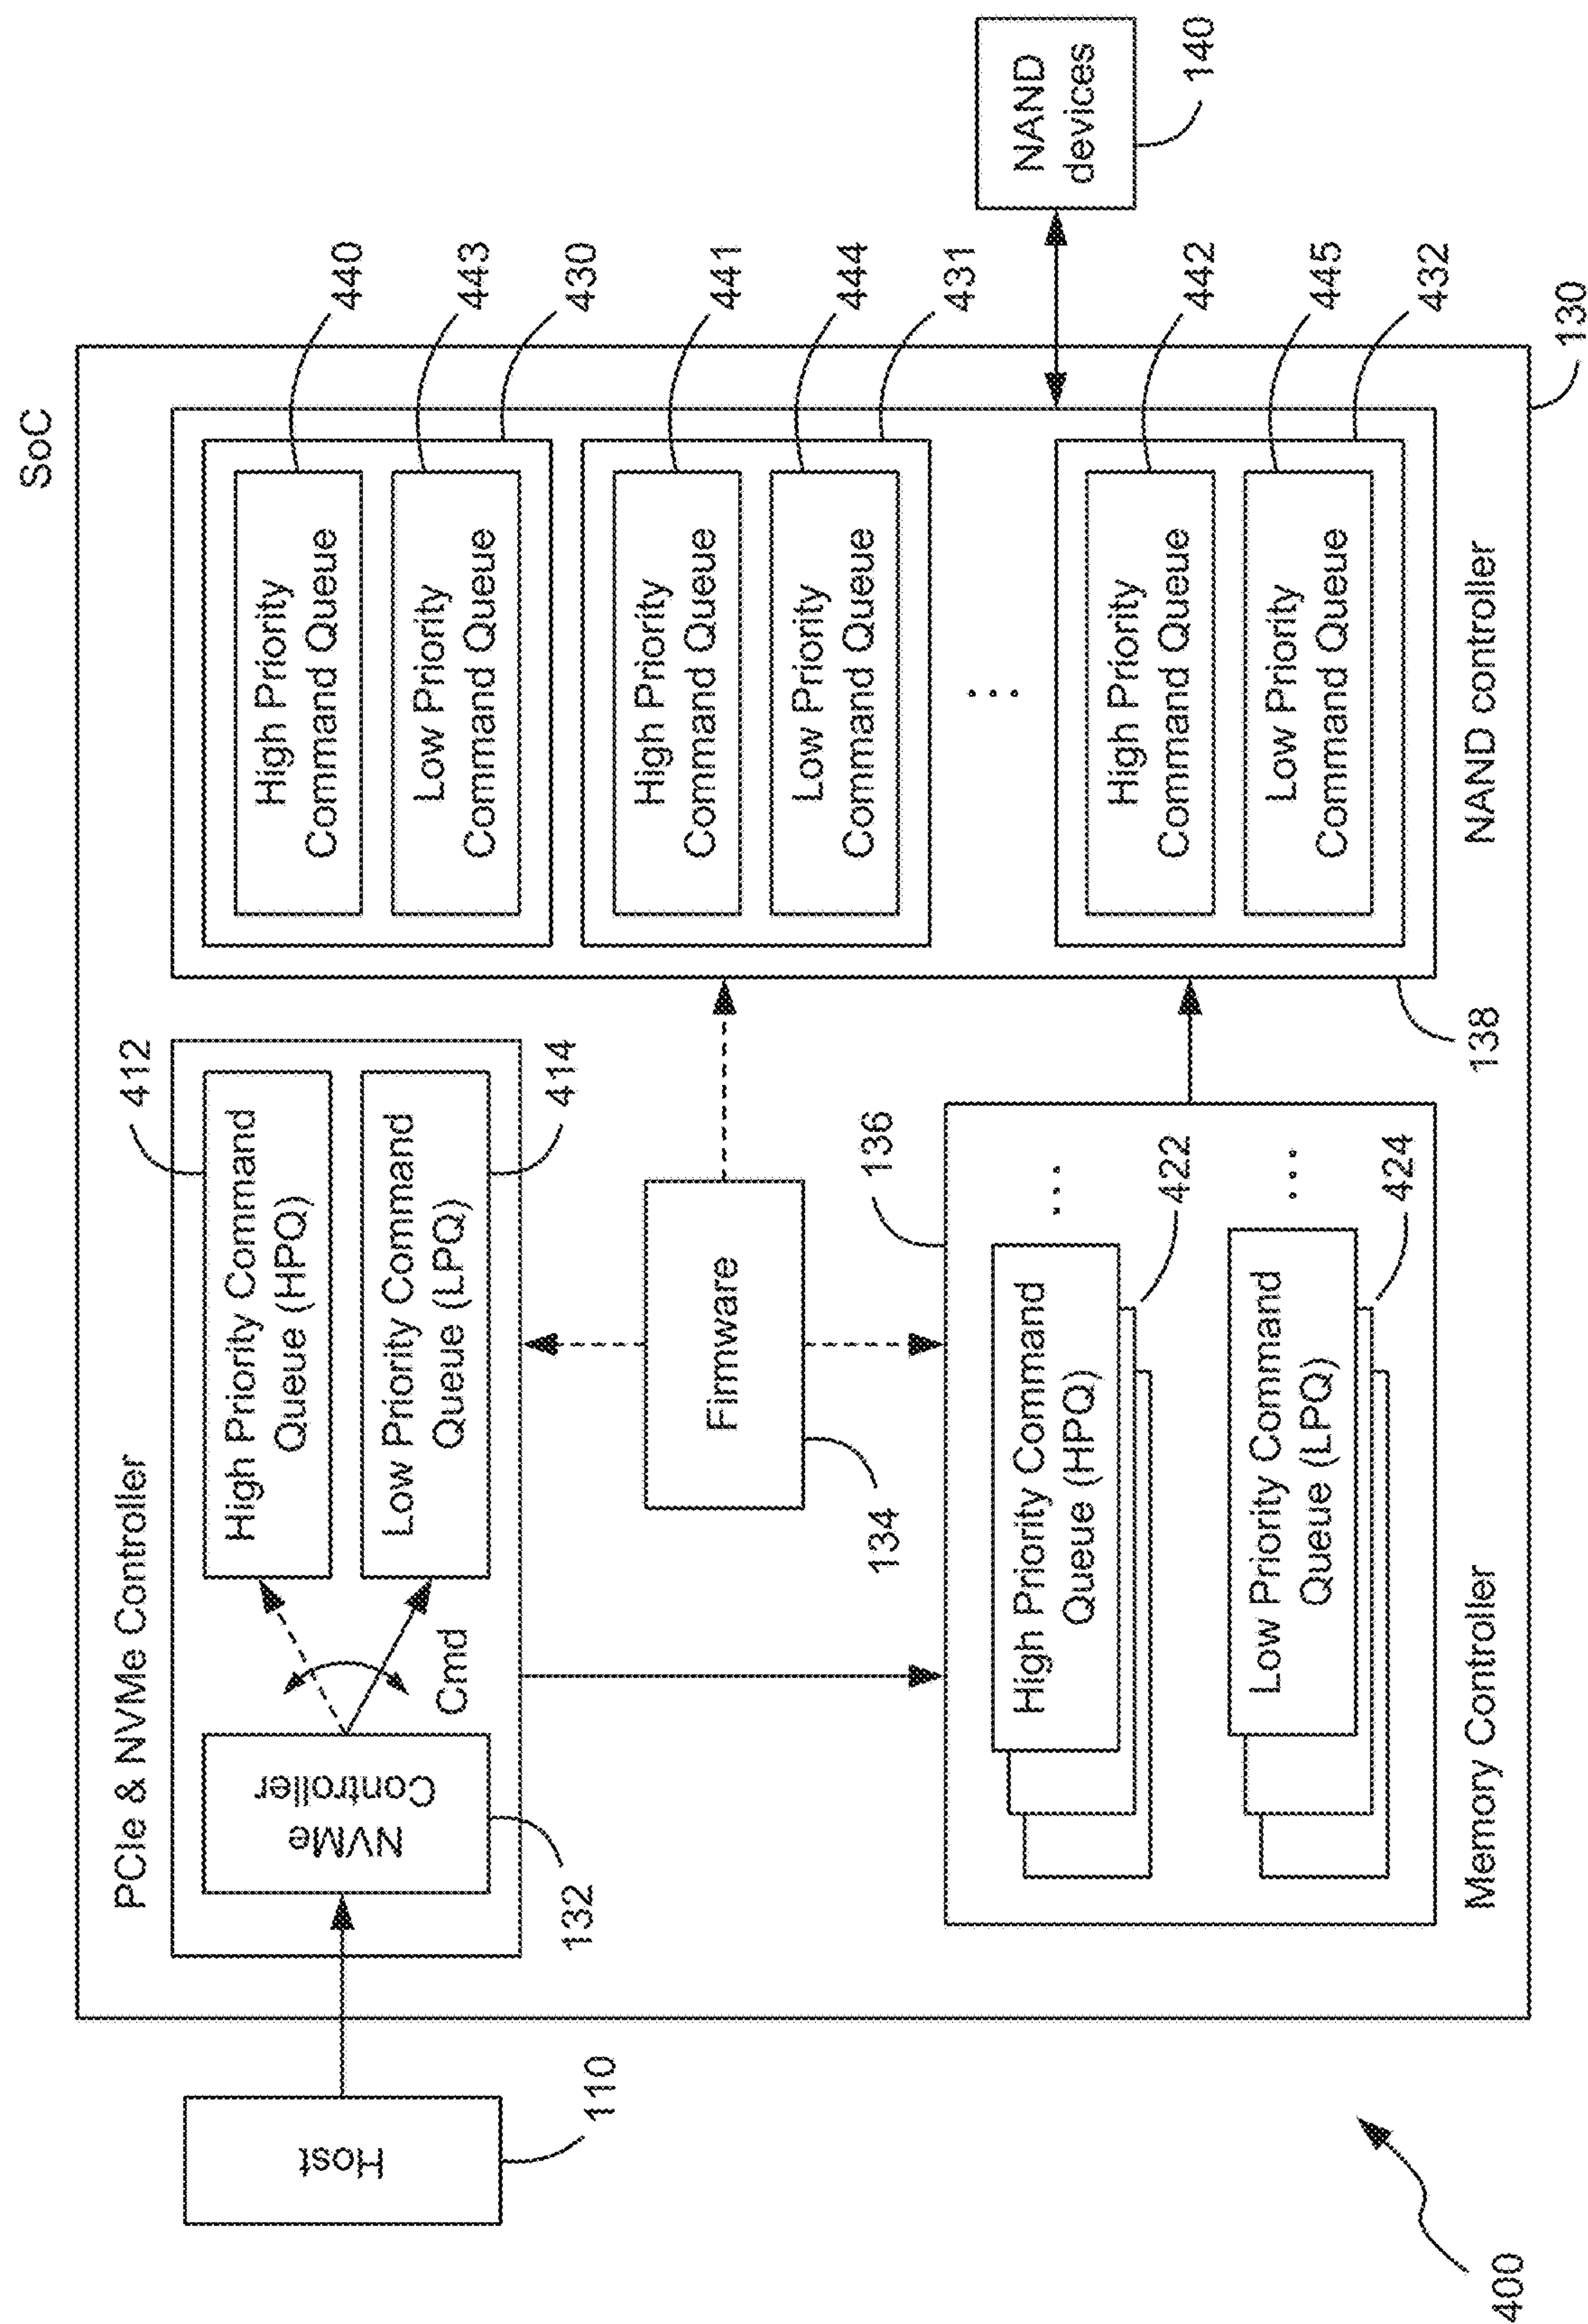 SoC
PCIe & NVMe Controller
412
High Priority Command
Queue (HPQ)
Low Priority Command
Queue (LPQ)
414
Cmd
NVMe
Controller
132
Host
110
Firmware
134
136
High Priority Command
Queue (HPQ)
...
422
Low Priority Command
Queue (LPQ)
...
424
Memory Controller
High Priority
Command Queue
440
Low Priority
Command Queue
443
430
High Priority
Command Queue
441
Low Priority
Command Queue
444
431
...
High Priority
Command Queue
442
Low Priority
Command Queue
445
432
NAND controller
138
130
NAND
devices
140
400